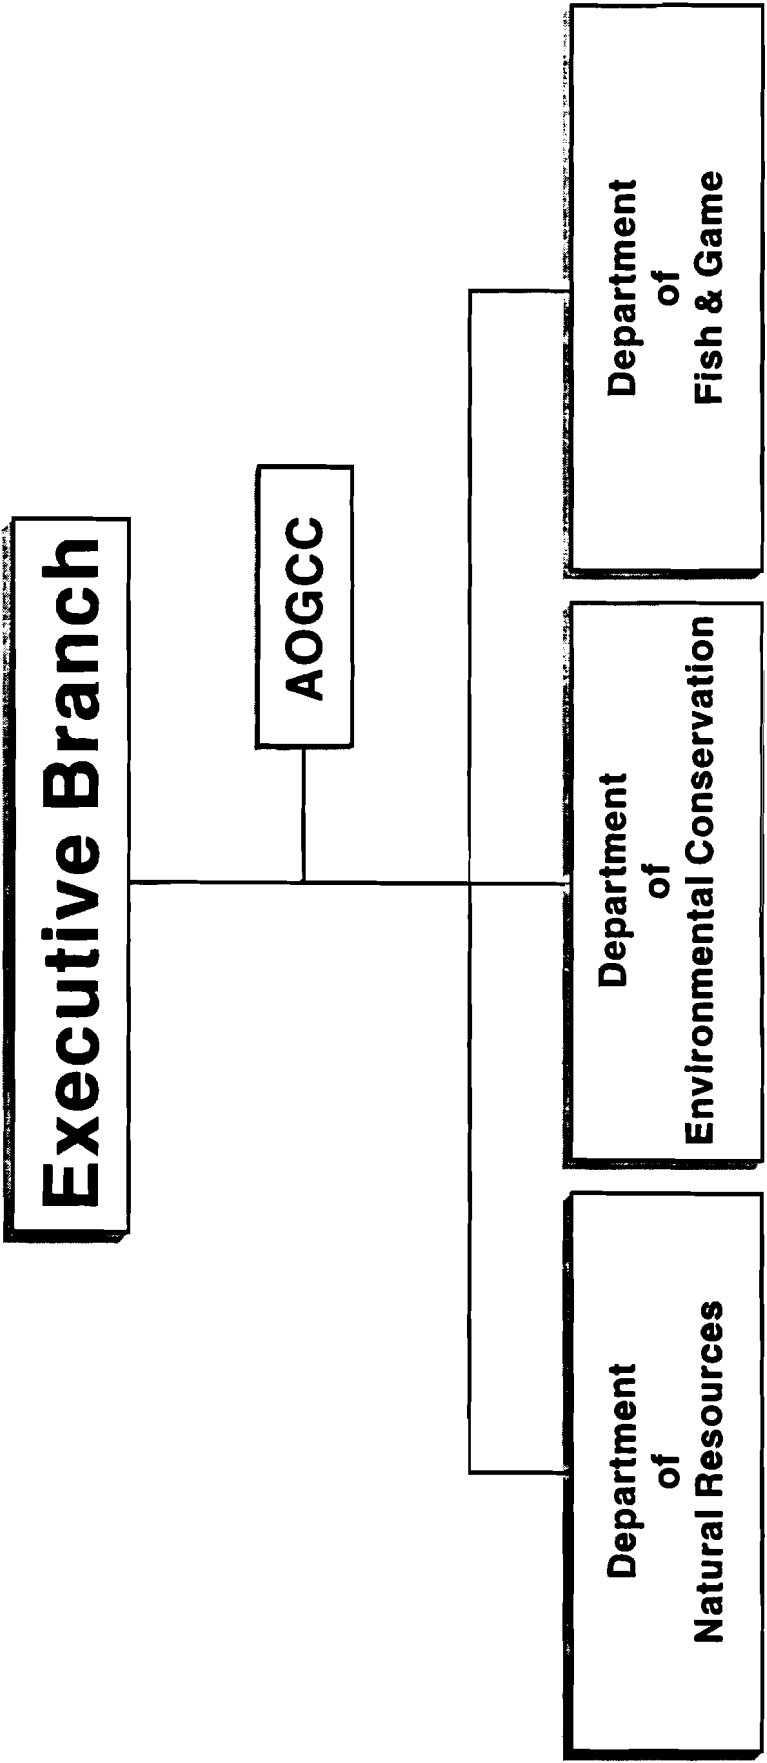 Executive Branch
AOGCC
Department
of
Natural Resources
Department
of
Environmental Conservation
Department
of
Fish & Game